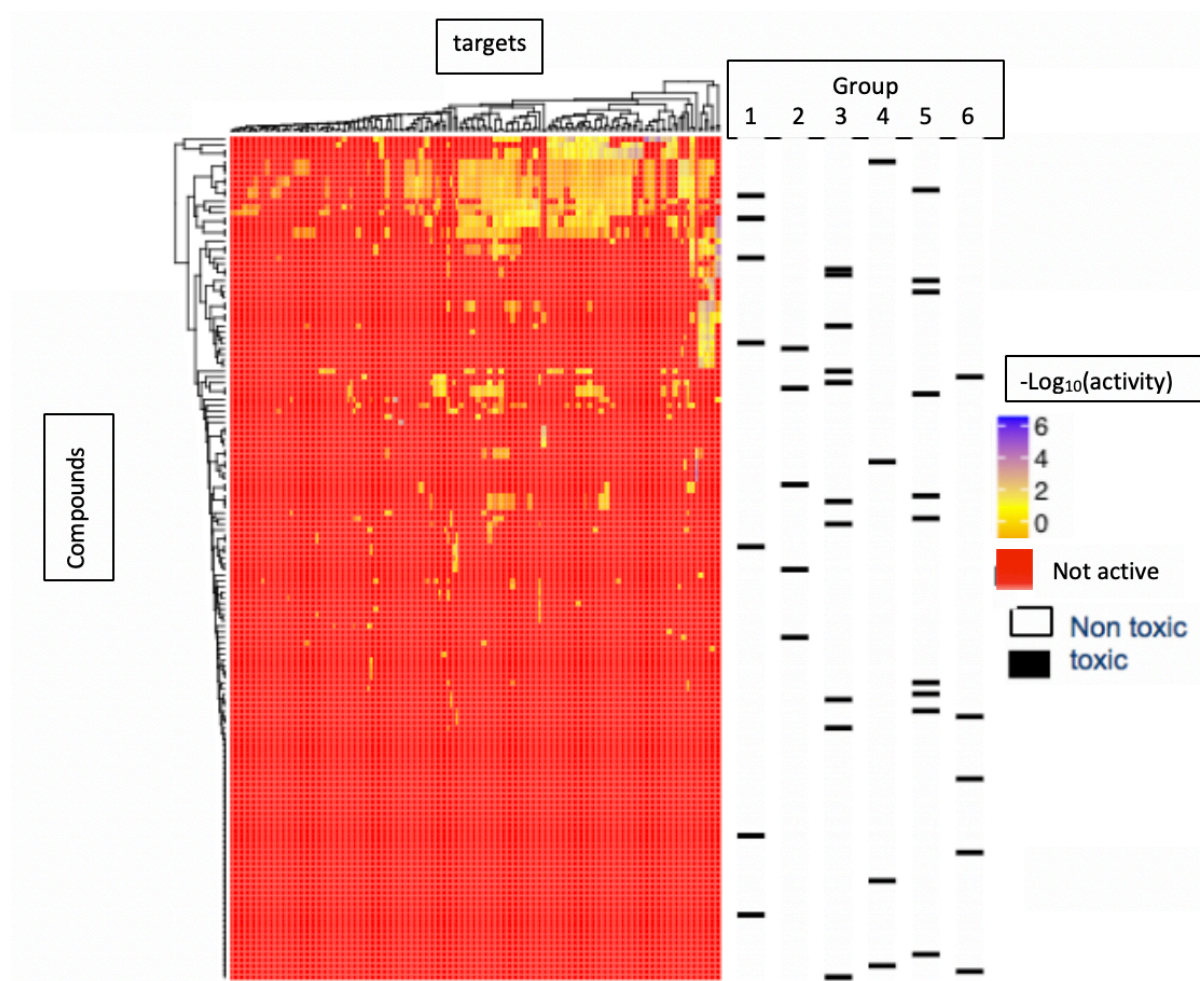 targets
Group
1 2 3 4 5 6
Compounds
-Log₁₀(activity)
6
4
2
0
Not active
Non toxic
toxic